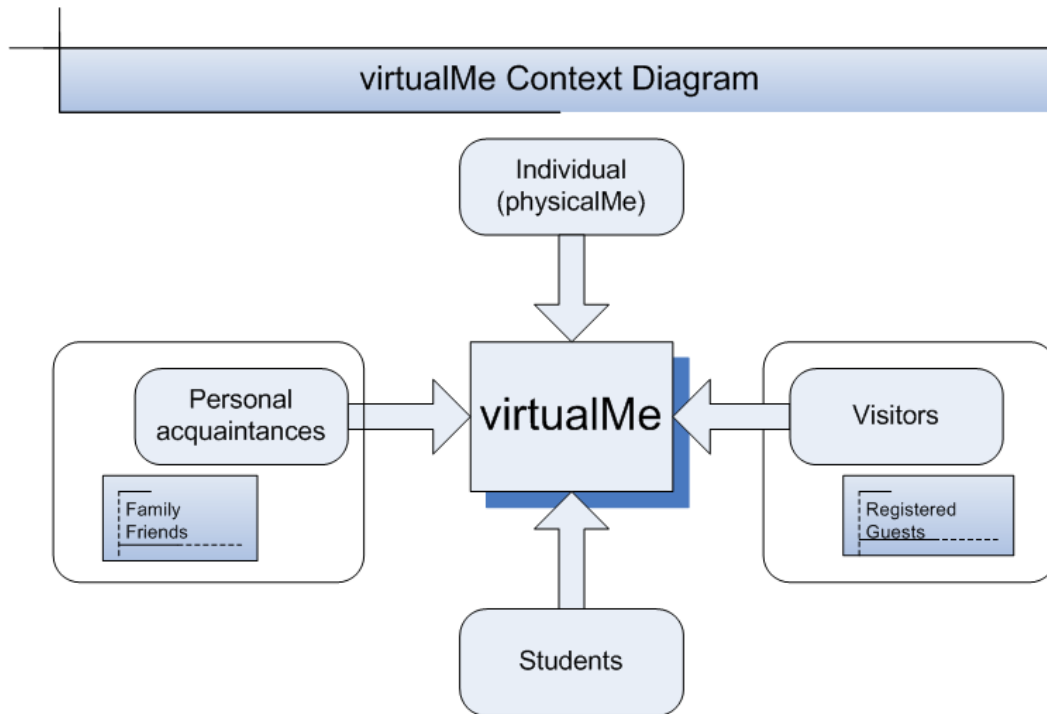 virtualMe Context Diagram
Individual
(physicalMe)
Personal
acquaintances
virtualMe
Visitors
Family
Friends
Registered
Guests
Students